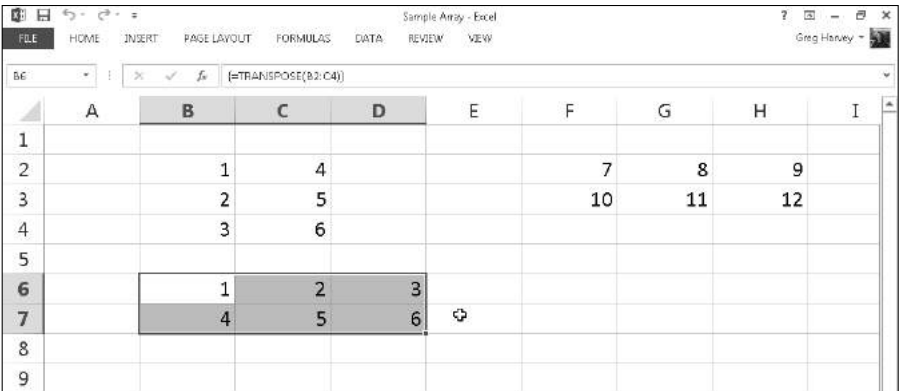 Sample Array - Excel
? 
FILE HOME INSERT PAGE LAYOUT FORMULAS DATA REVIEW VIEW Greg Harvey
B6 fx {=TRANSPOSE(B2:C4)}
A B C D E F G H I
1
2 1 4 7 8 9
3 2 5 10 11 12
4 3 6
5
6 1 2 3
7 4 5 6
8
9